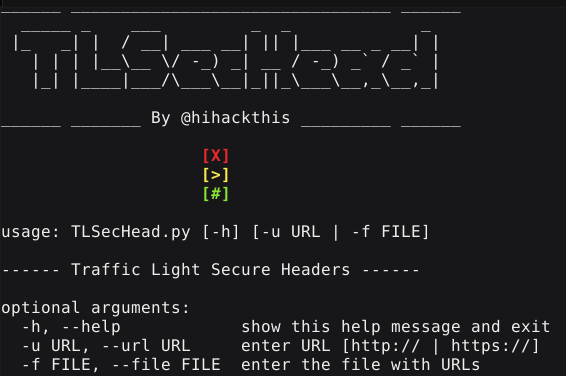 TLSecHead
______ _______ By @hihackthis _________ ______
[X]
[>]
[#]
usage: TLSecHead.py [-h] [-u URL | -f FILE]
------ Traffic Light Secure Headers ------
optional arguments:
-h, --help show this help message and exit
-u URL, --url URL enter URL [http:// | https://]
-f FILE, --file FILE enter the file with URLs